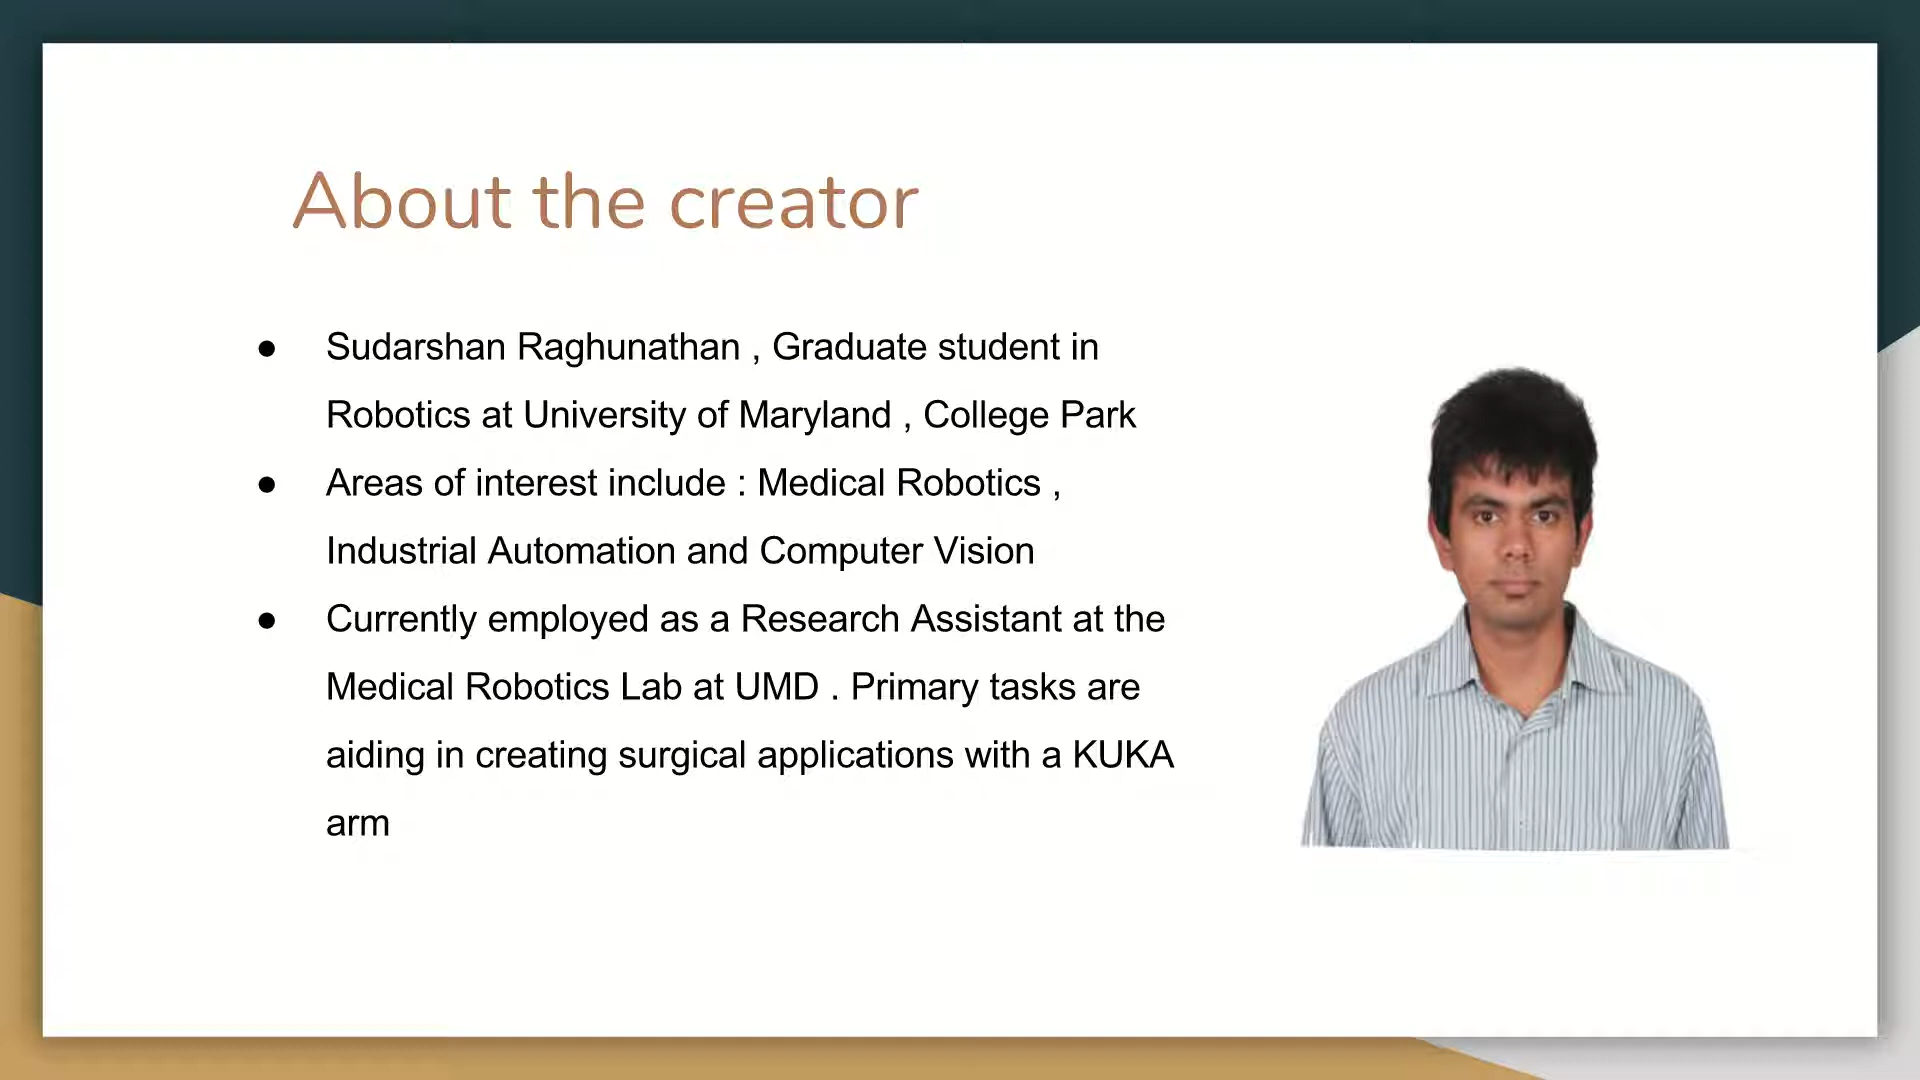 About the creator
● Sudarshan Raghunathan , Graduate student in
Robotics at University of Maryland , College Park
● Areas of interest include : Medical Robotics ,
Industrial Automation and Computer Vision
● Currently employed as a Research Assistant at the
Medical Robotics Lab at UMD . Primary tasks are
aiding in creating surgical applications with a KUKA
arm